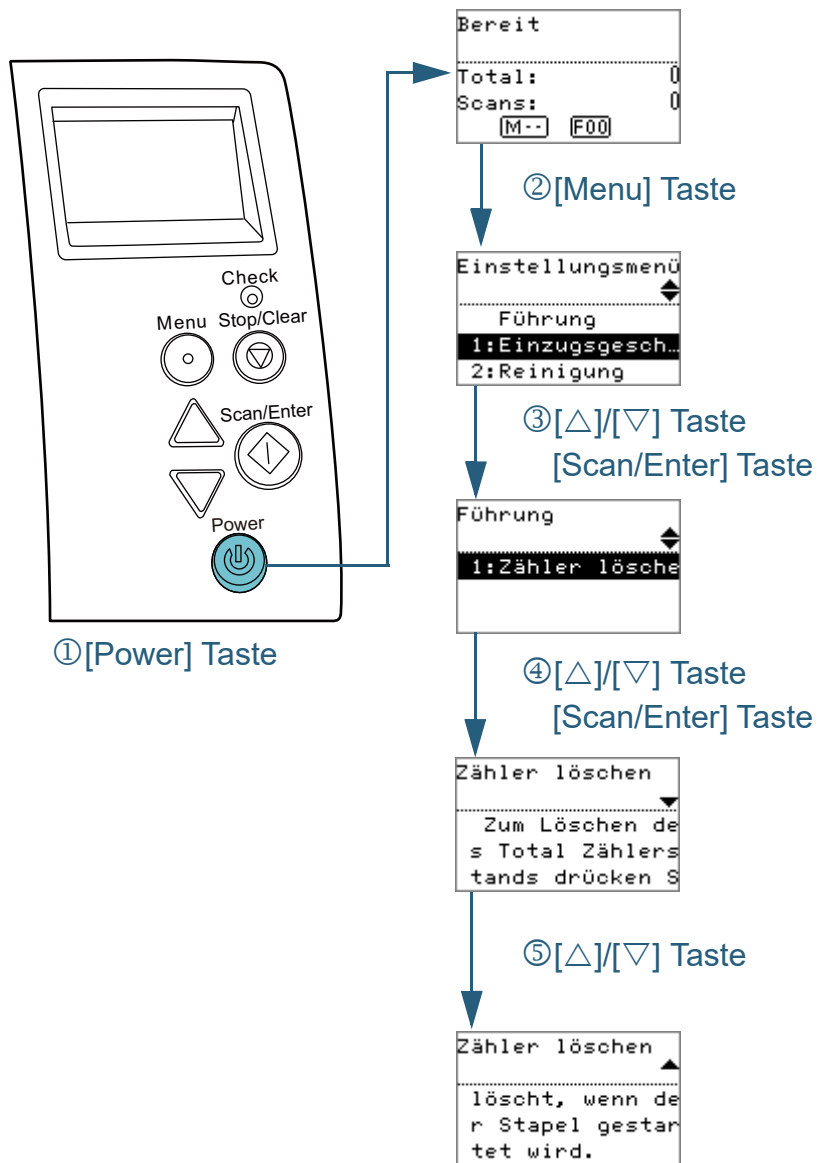 Check
Menu Stop/Clear
Scan/Enter
Power
①[Power] Taste
Bereit
Total: 0
Scans: 0
M-- F00
②[Menu] Taste
Einstellungsmenü
Führung
1:Einzugsgesch…
2:Reinigung
③[△]/[▽] Taste
[Scan/Enter] Taste
Führung
1:Zähler lösche
④[△]/[▽] Taste
[Scan/Enter] Taste
Zähler löschen
Zum Löschen de
s Total Zählers
tands drücken S
⑤[△]/[▽] Taste
Zähler löschen
löscht, wenn de
r Stapel gestar
tet wird.